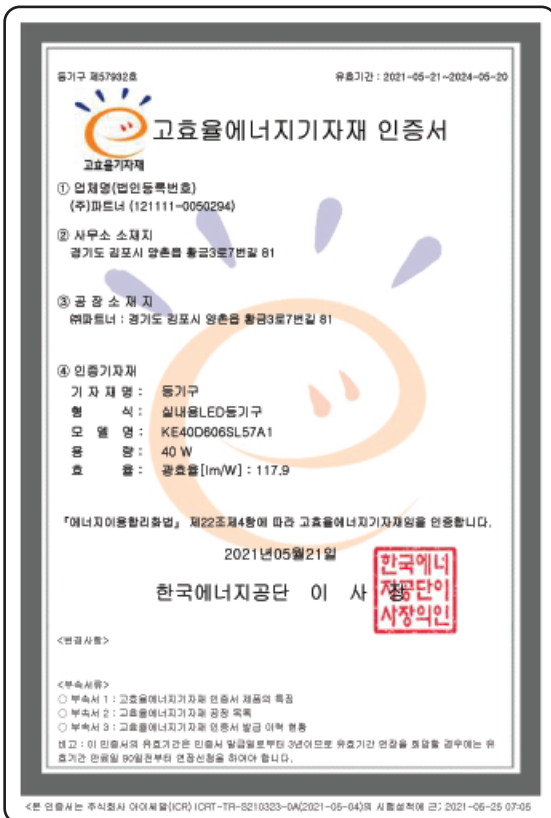 등기구 제57932호
유효기간 : 2021-05-21~2024-05-20
고효율기자재
고효율에너지기자재 인증서
① 업체명(법인등록번호)
(주)파트너 (121111-0050294)
② 사무소 소재지
경기도 김포시 양촌읍 황금3로7번길 81
③ 공 장 소 재 지
㈜파트너 : 경기도 김포시 양촌읍 황금3로7번길 81
④ 인증기자재
기 자 재 명 : 등기구
형 식 : 실내용LED등기구
모 델 명 : KE40D606SL57A1
용 량 : 40 W
효 율 : 광효율[lm/W] : 117.9
『에너지이용합리화법』 제22조제4항에 따라 고효율에너지기자재임을 인증합니다.
2021년05월21일
한국에너지공단 이 사 장
한국에너
지공단이
사장의인
<변경사항>
<부속서류>
○ 부속서 1 : 고효율에너지기자재 인증서 제품의 특징
○ 부속서 2 : 고효율에너지기자재 공장 목록
○ 부속서 3 : 고효율에너지기자재 인증서 발급 이력 현황
비고 : 이 인증서의 유효기간은 인증서 발급일로부터 3년이므로 유효기간 연장을 희망할 경우에는 유
효기간 만료일 90일전부터 연장신청을 하여야 합니다.
<본 인증서는 주식회사 아이씨알(ICR) ICRT-TR-S210323-0A(2021-05-04)의 시험성적에 근; 2021-05-25 07:05